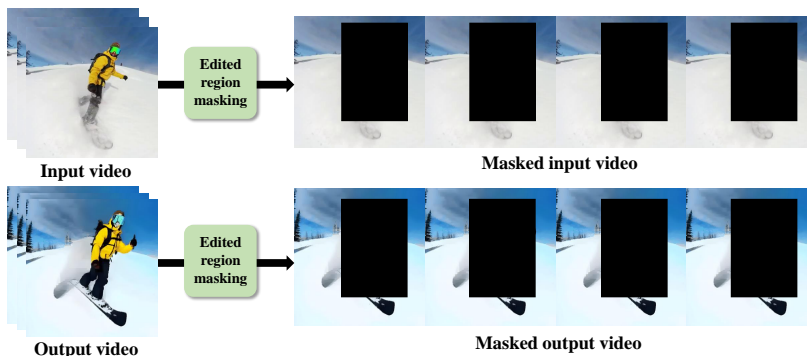 Edited
region
masking
Input video
Masked input video
Edited
region
masking
Output video
Masked output video